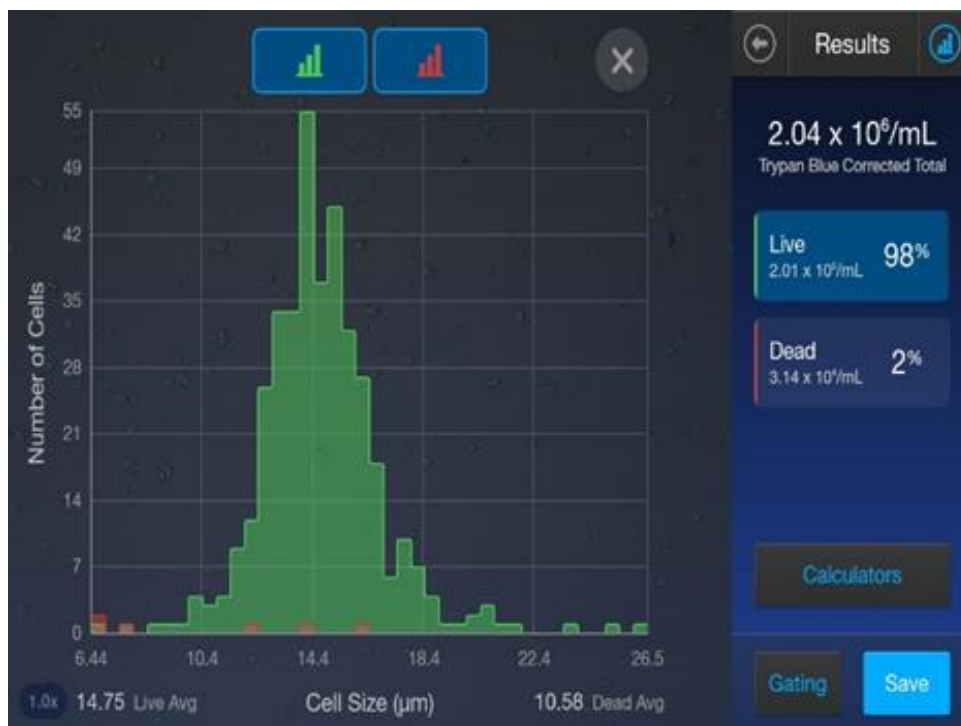 Results
2.04 x 10⁶/mL
Trypan Blue Corrected Total
Live
98%
2.01 x 10⁶/mL
Dead
2%
3.14 x 10⁴/mL
Calculators
Gating
Save
Number of Cells
55
49
42
35
28
21
14
7
0
6.44
10.4
14.4
18.4
22.4
26.5
1.0x
14.75 Live Avg
Cell Size (µm)
10.58 Dead Avg